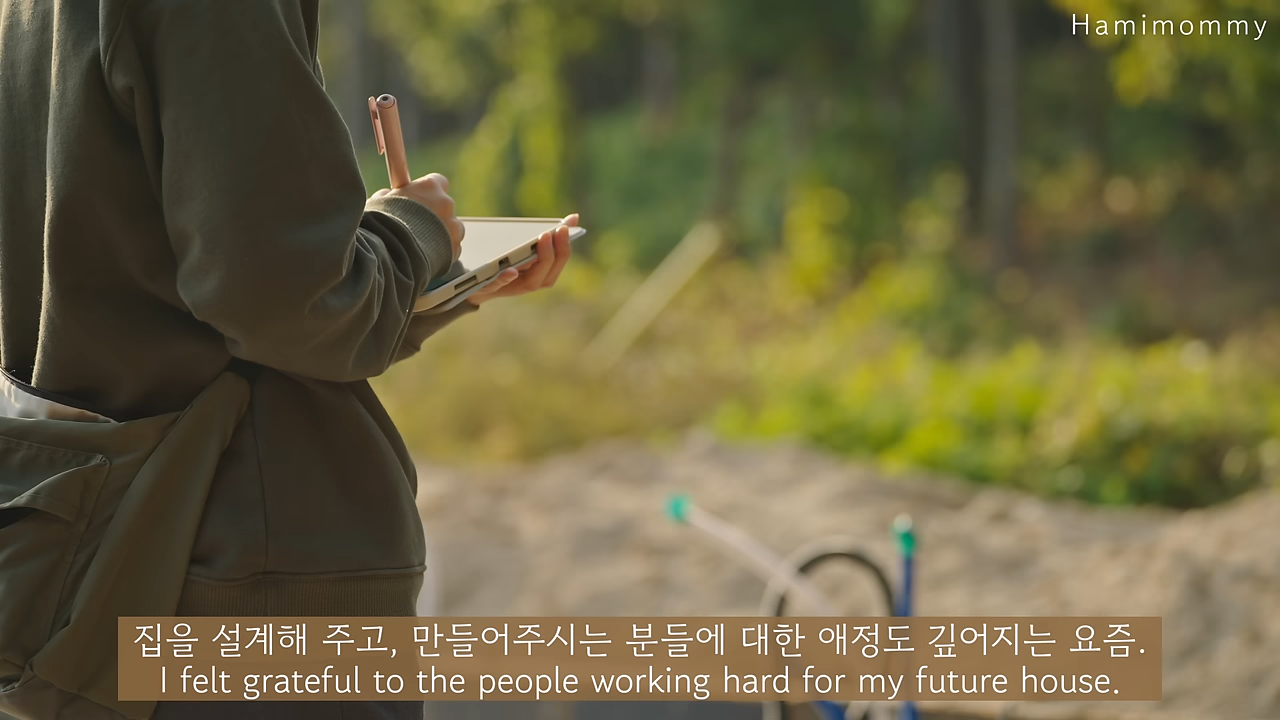 Hamimommy
집을 설계해 주고, 만들어주시는 분들에 대한 애정도 깊어지는 요즘.
I felt grateful to the people working hard for my future house.